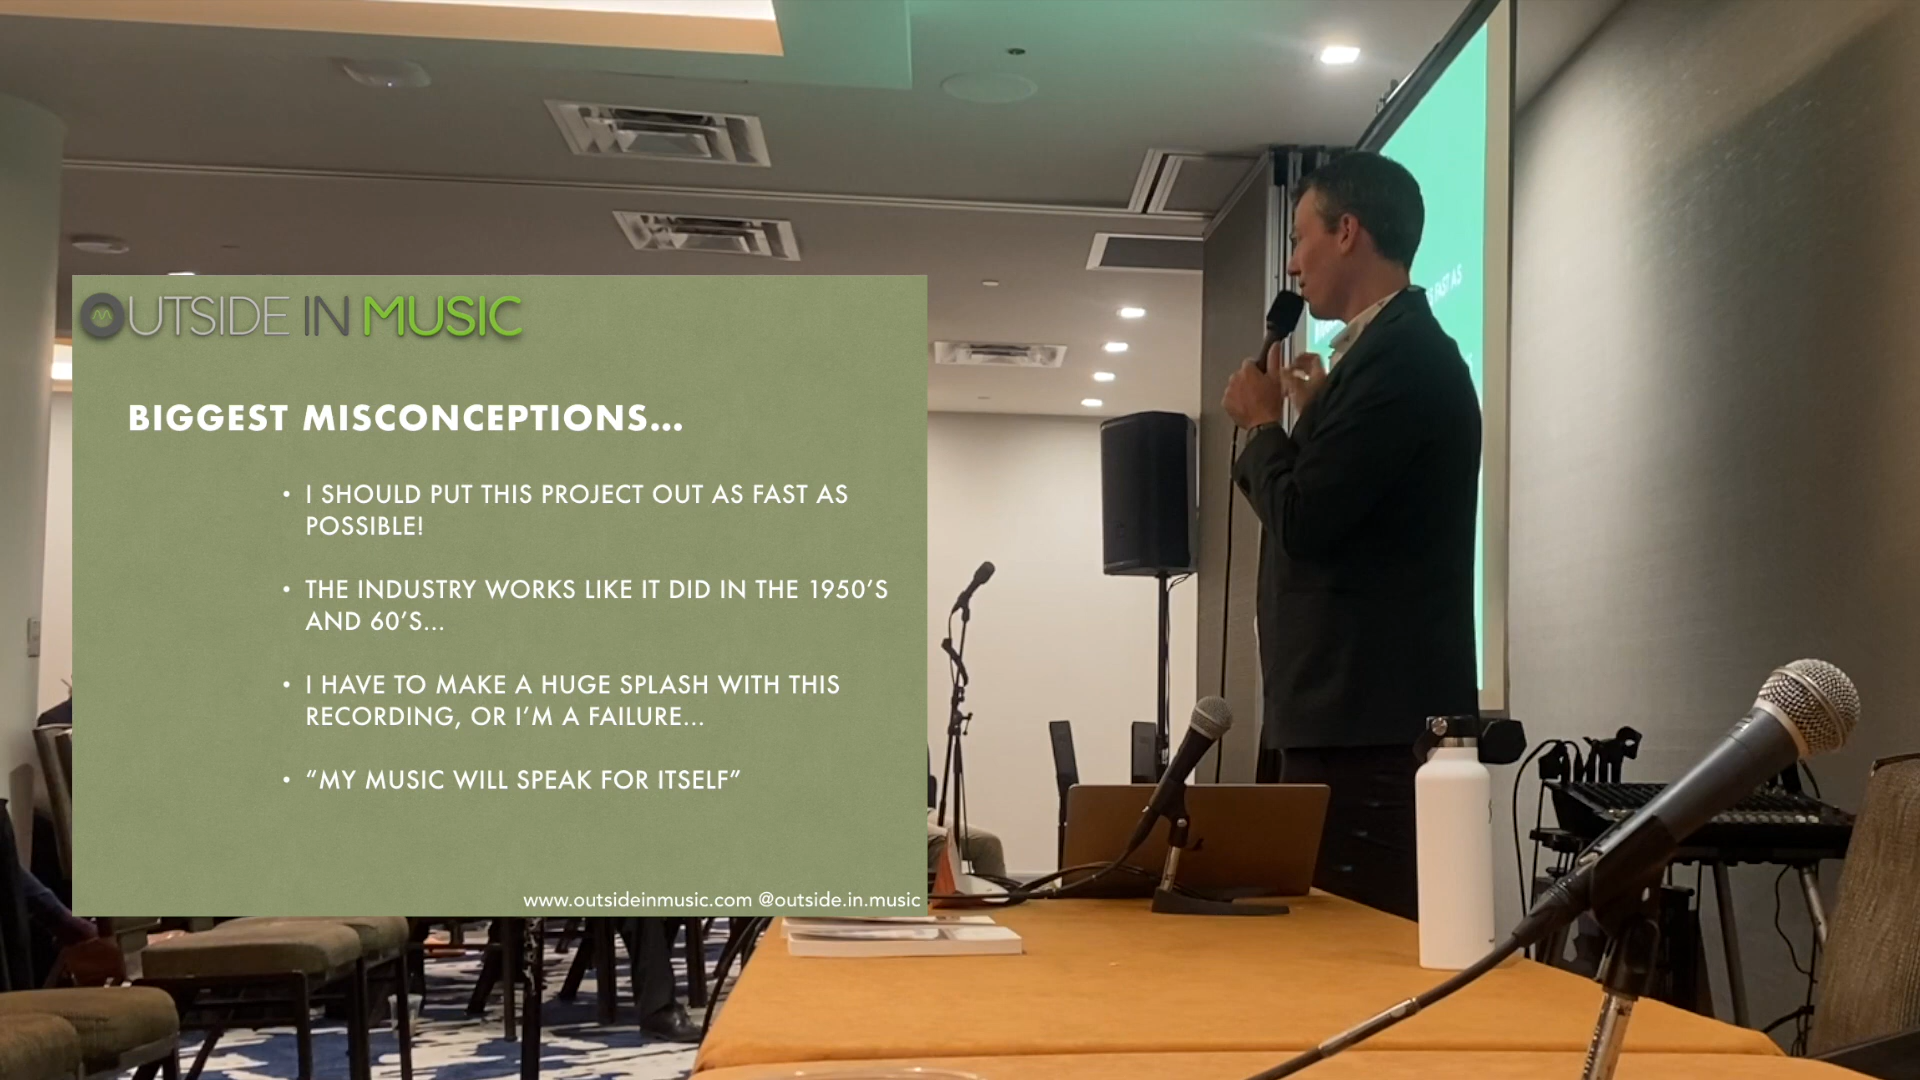 OUTSIDE IN MUSIC
BIGGEST MISCONCEPTIONS...
• I SHOULD PUT THIS PROJECT OUT AS FAST AS
POSSIBLE!
• THE INDUSTRY WORKS LIKE IT DID IN THE 1950'S
AND 60'S...
• I HAVE TO MAKE A HUGE SPLASH WITH THIS
RECORDING, OR I'M A FAILURE...
• “MY MUSIC WILL SPEAK FOR ITSELF”
www.outsideinmusic.com @outside.in.music
FAST AS